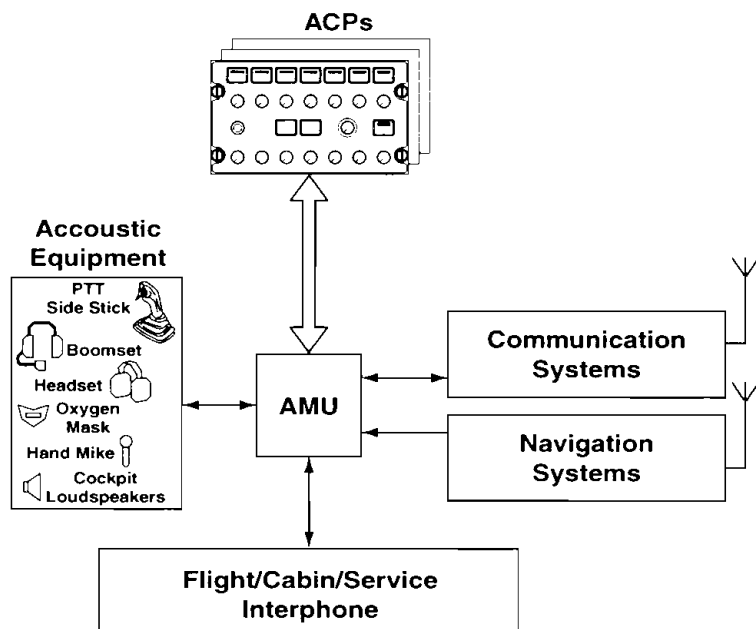 ACPs
Accoustic
Equipment
PTT
Side Stick
Boomset
Headset
Oxygen
Mask
Hand Mike
Cockpit
Loudspeakers
AMU
Communication
Systems
Navigation
Systems
Flight/Cabin/Service
Interphone